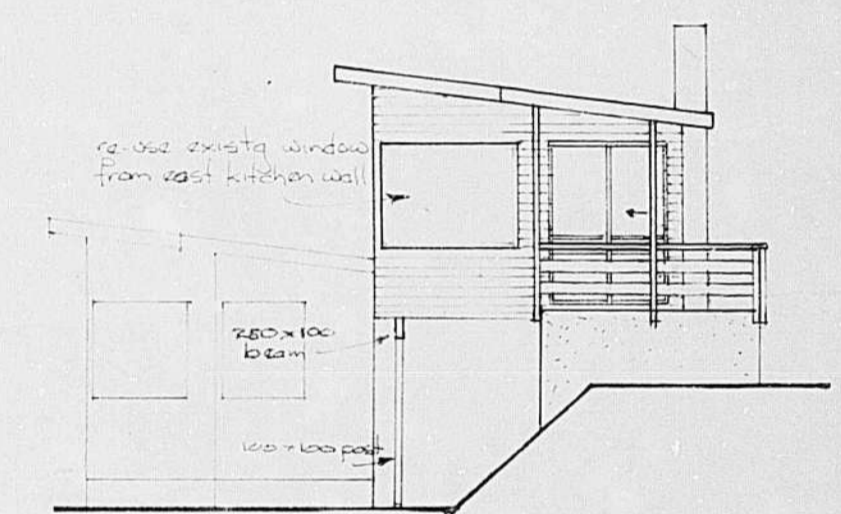 re-use existg window
from east kitchen wall
250 x 100
beam
100 x 100 post